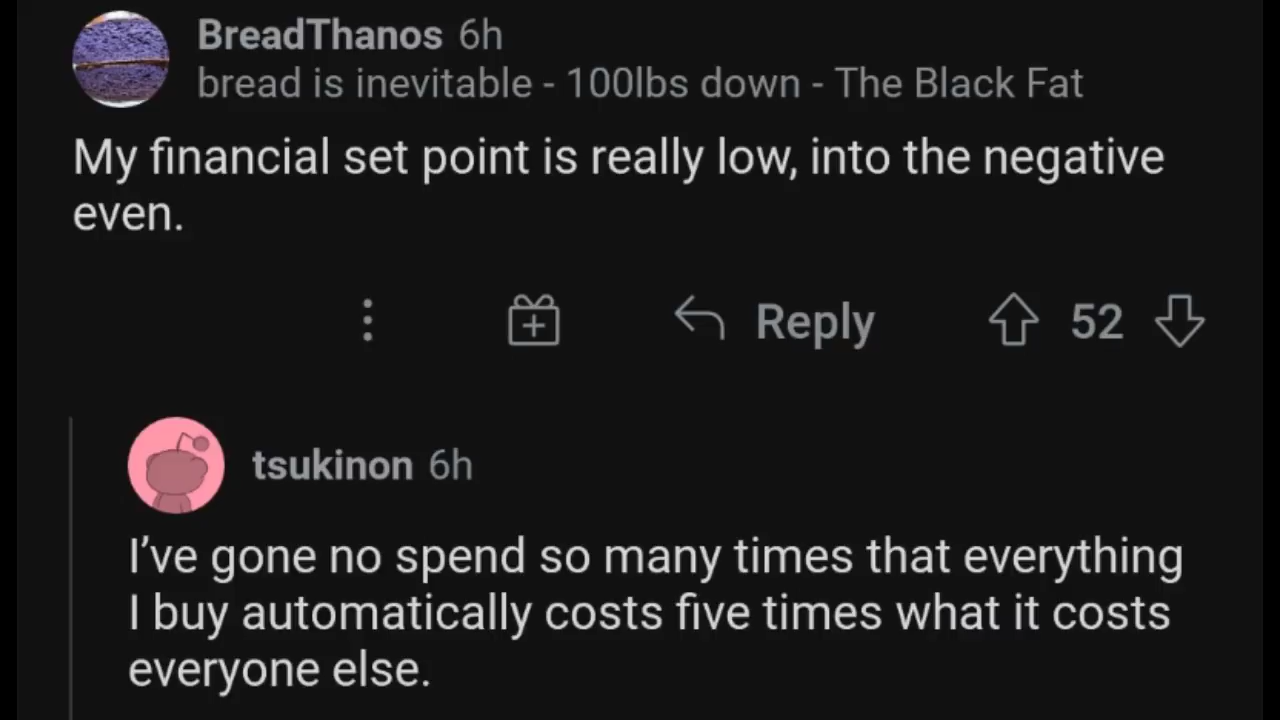 BreadThanos 6h
bread is inevitable - 100lbs down - The Black Fat
My financial set point is really low, into the negative
even.
Reply 52
tsukinon 6h
I’ve gone no spend so many times that everything
I buy automatically costs five times what it costs
everyone else.